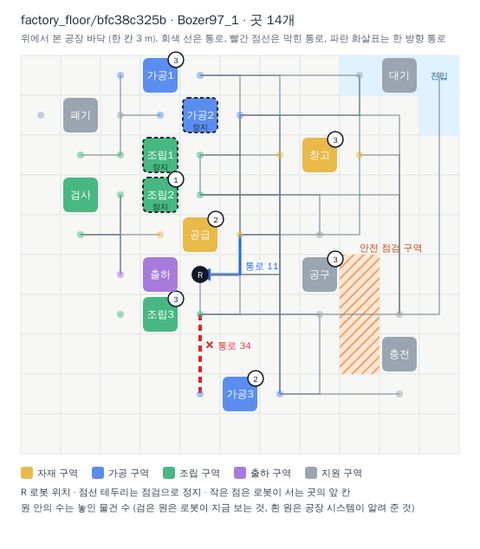 factory_floor/bfc38c325b · Bozer97_1 · 곳 14개
위에서 본 공장 바닥 (한 칸 3 m). 회색 선은 통로, 빨간 점선은 막힌 통로, 파란 화살표는 한 방향 통로
3
가공1
대기
진입
폐기
가공2
정지
조립1
정지
3
창고
3
검사
조립2
정지
1
공급
2
안전 점검 구역
출하
R
통로 11
공구
3
조립3
3
✖ 통로 34
충전
가공3
2
자재 구역 가공 구역 조립 구역 출하 구역 지원 구역
R 로봇 위치 · 점선 테두리는 점검으로 정지 · 작은 점은 로봇이 서는 곳의 앞 칸
원 안의 수는 놓인 물건 수 (검은 원은 로봇이 지금 보는 것, 흰 원은 공장 시스템이 알려 준 것)